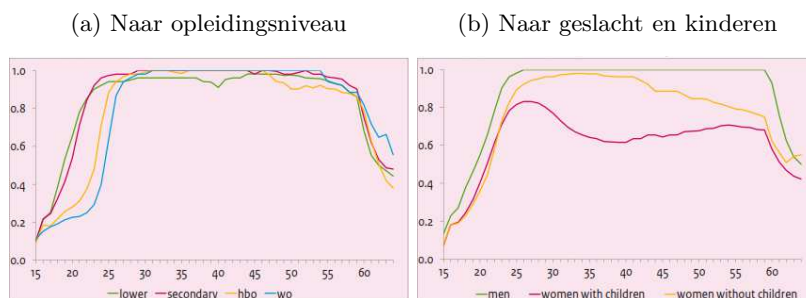 (a) Naar opleidingsniveau
(b) Naar geslacht en kinderen
1.0
0.8
0.6
0.4
0.2
0.0
15 20 25 30 35 40 45 50 55 60
lower secondary hbo wo
1.0
0.8
0.6
0.4
0.2
0.0
15 20 25 30 35 40 45 50 55 60
men women with children women without children